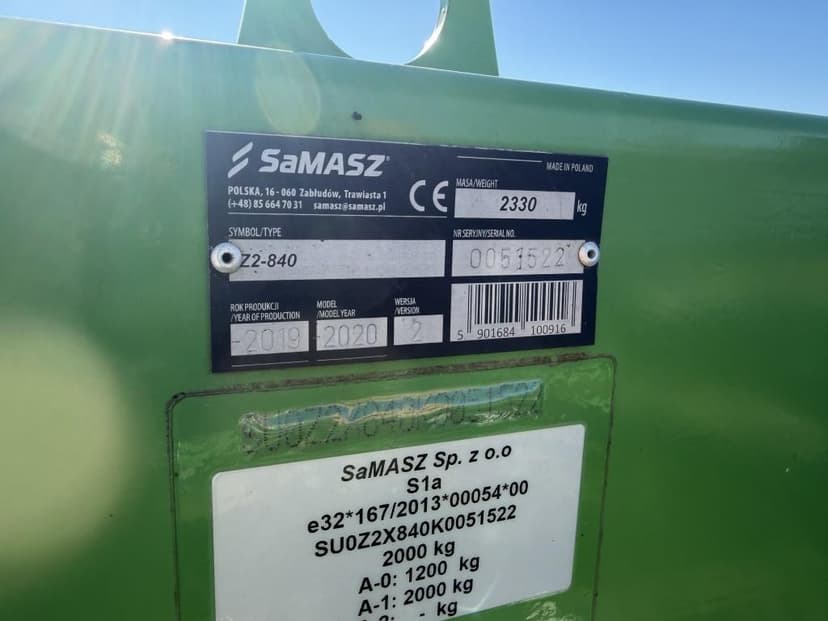 SaMASZ®
MADE IN POLAND
POLSKA, 16 - 060 Zabłudów, Trawiasta 1
(+48) 85 664 70 31 samasz@samasz.pl
CE
MASA/WEIGHT
2330 kg
SYMBOL/TYPE
Z2-840
NR SERYJNY/SERIAL NO.
0051522
ROK PRODUKCJI
/YEAR OF PRODUCTION
-2019
MODEL
/MODEL YEAR
-2020
WERSJA
/VERSION
2
5 901684 100916
SaMASZ Sp. z o.o
S1a
e32*167/2013*00054*00
SU0Z2X840K0051522
2000 kg
A-0: 1200 kg
A-1: 2000 kg
- kg